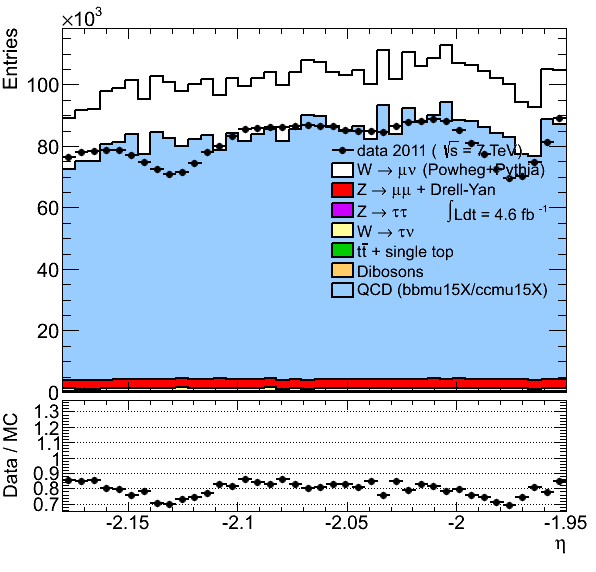 ×10³
Entries
100
80
60
40
20
0
data 2011 ( √s = 7 TeV)
W → μν (Powheg+Pythia)
Z → μμ + Drell-Yan
Z → ττ
∫Ldt = 4.6 fb⁻¹
W → τν
tt̄ + single top
Dibosons
QCD (bbmu15X/ccmu15X)
Data / MC
1.3
1.2
1.1
1
0.9
0.8
0.7
-2.15 -2.1 -2.05 -2 -1.95
η